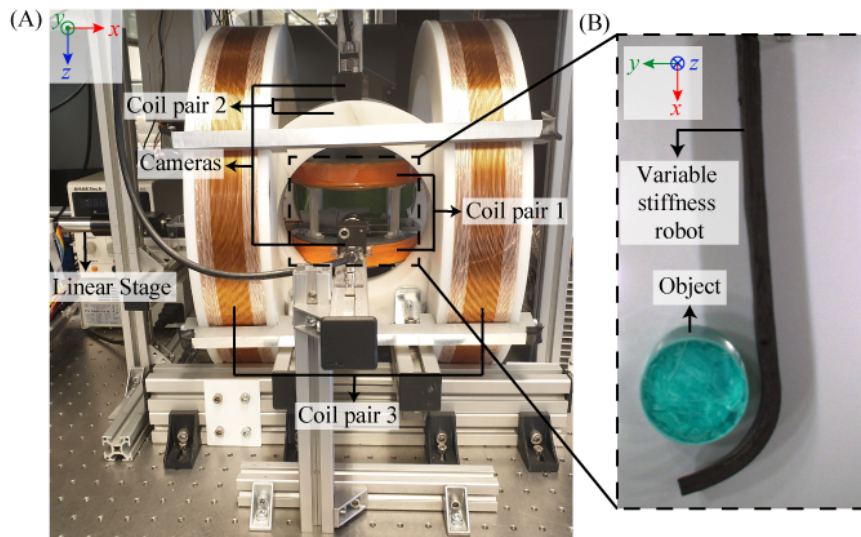 (A)
y
x
z
Coil pair 2
Cameras
Coil pair 1
Linear Stage
Coil pair 3
(B)
y
z
x
Variable
stiffness
robot
Object